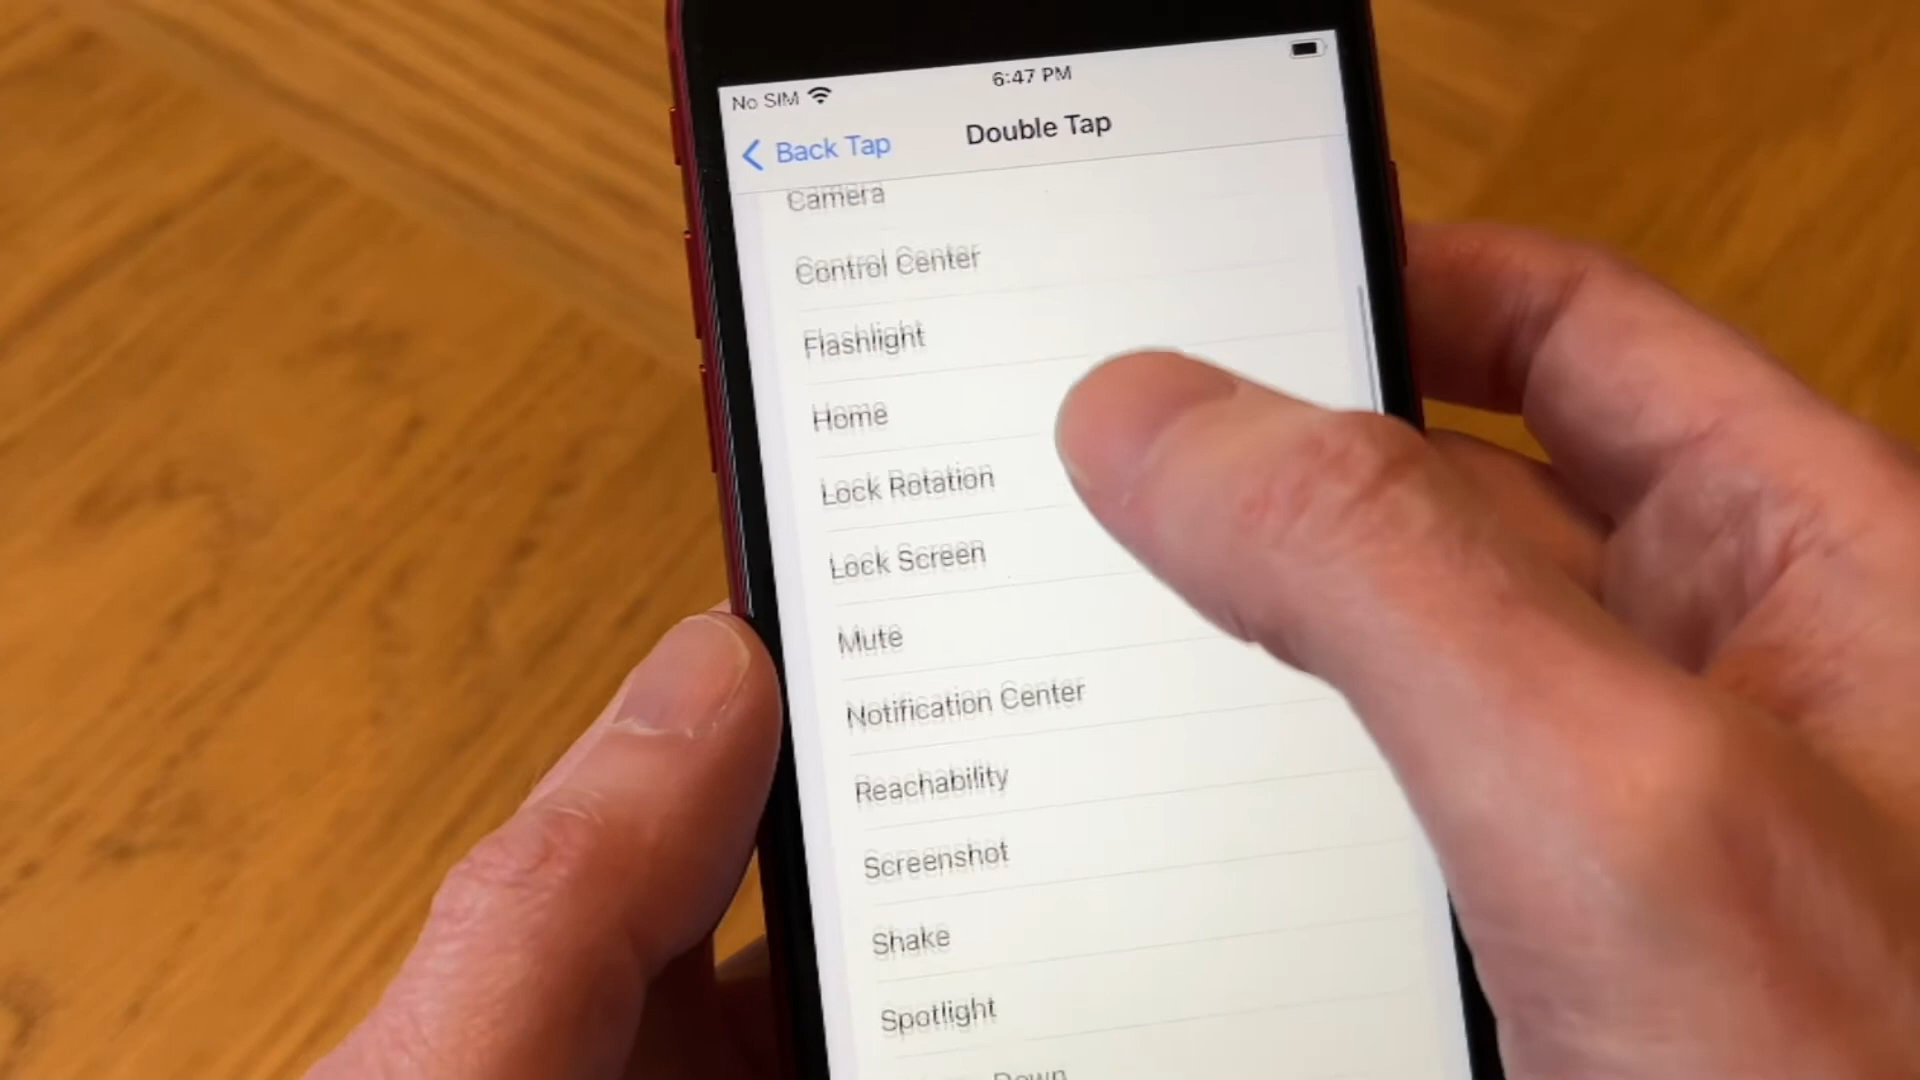 6:47 PM
No SIM
Back Tap
Double Tap
Camera
Control Center
Flashlight
Home
Lock Rotation
Lock Screen
Mute
Notification Center
Reachability
Screenshot
Shake
Spotlight
Down